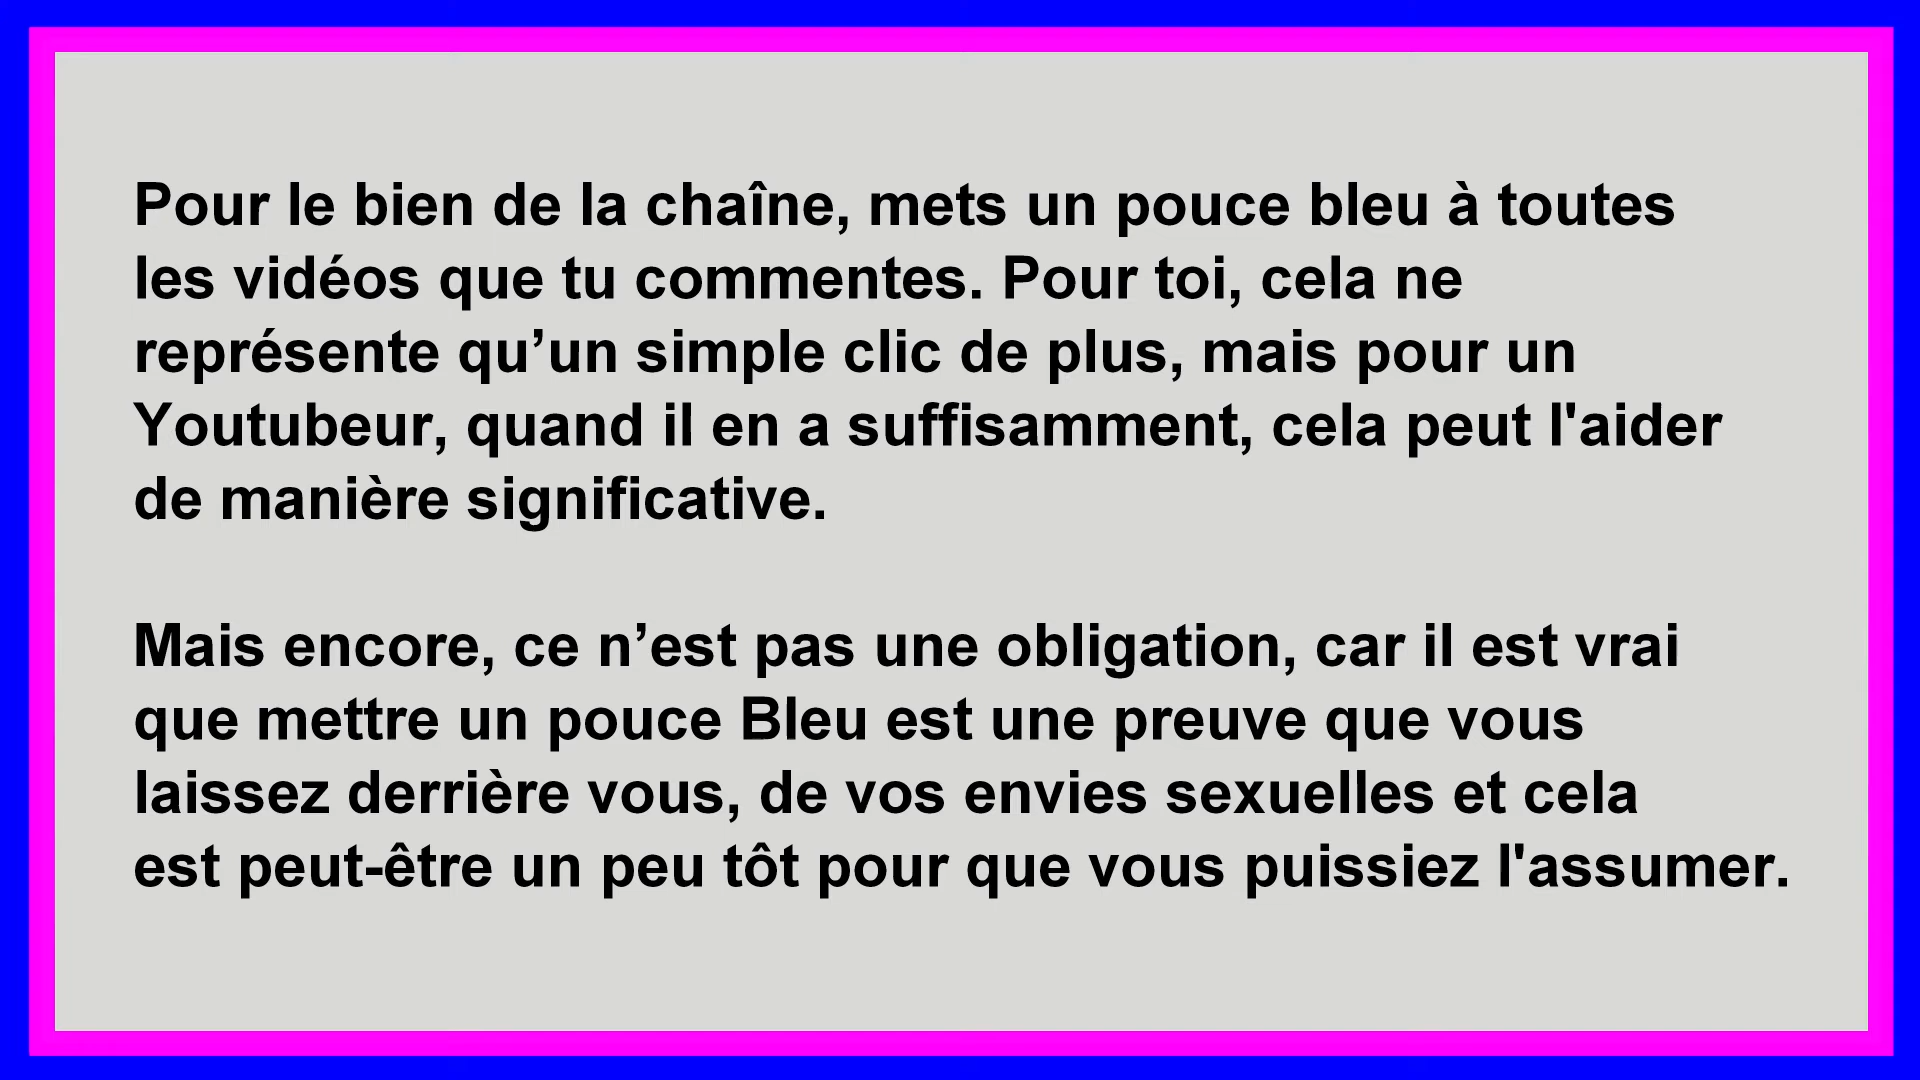 Pour le bien de la chaîne, mets un pouce bleu à toutes
les vidéos que tu commentes. Pour toi, cela ne
représente qu’un simple clic de plus, mais pour un
Youtubeur, quand il en a suffisamment, cela peut l'aider
de manière significative.
Mais encore, ce n’est pas une obligation, car il est vrai
que mettre un pouce Bleu est une preuve que vous
laissez derrière vous, de vos envies sexuelles et cela
est peut-être un peu tôt pour que vous puissiez l'assumer.